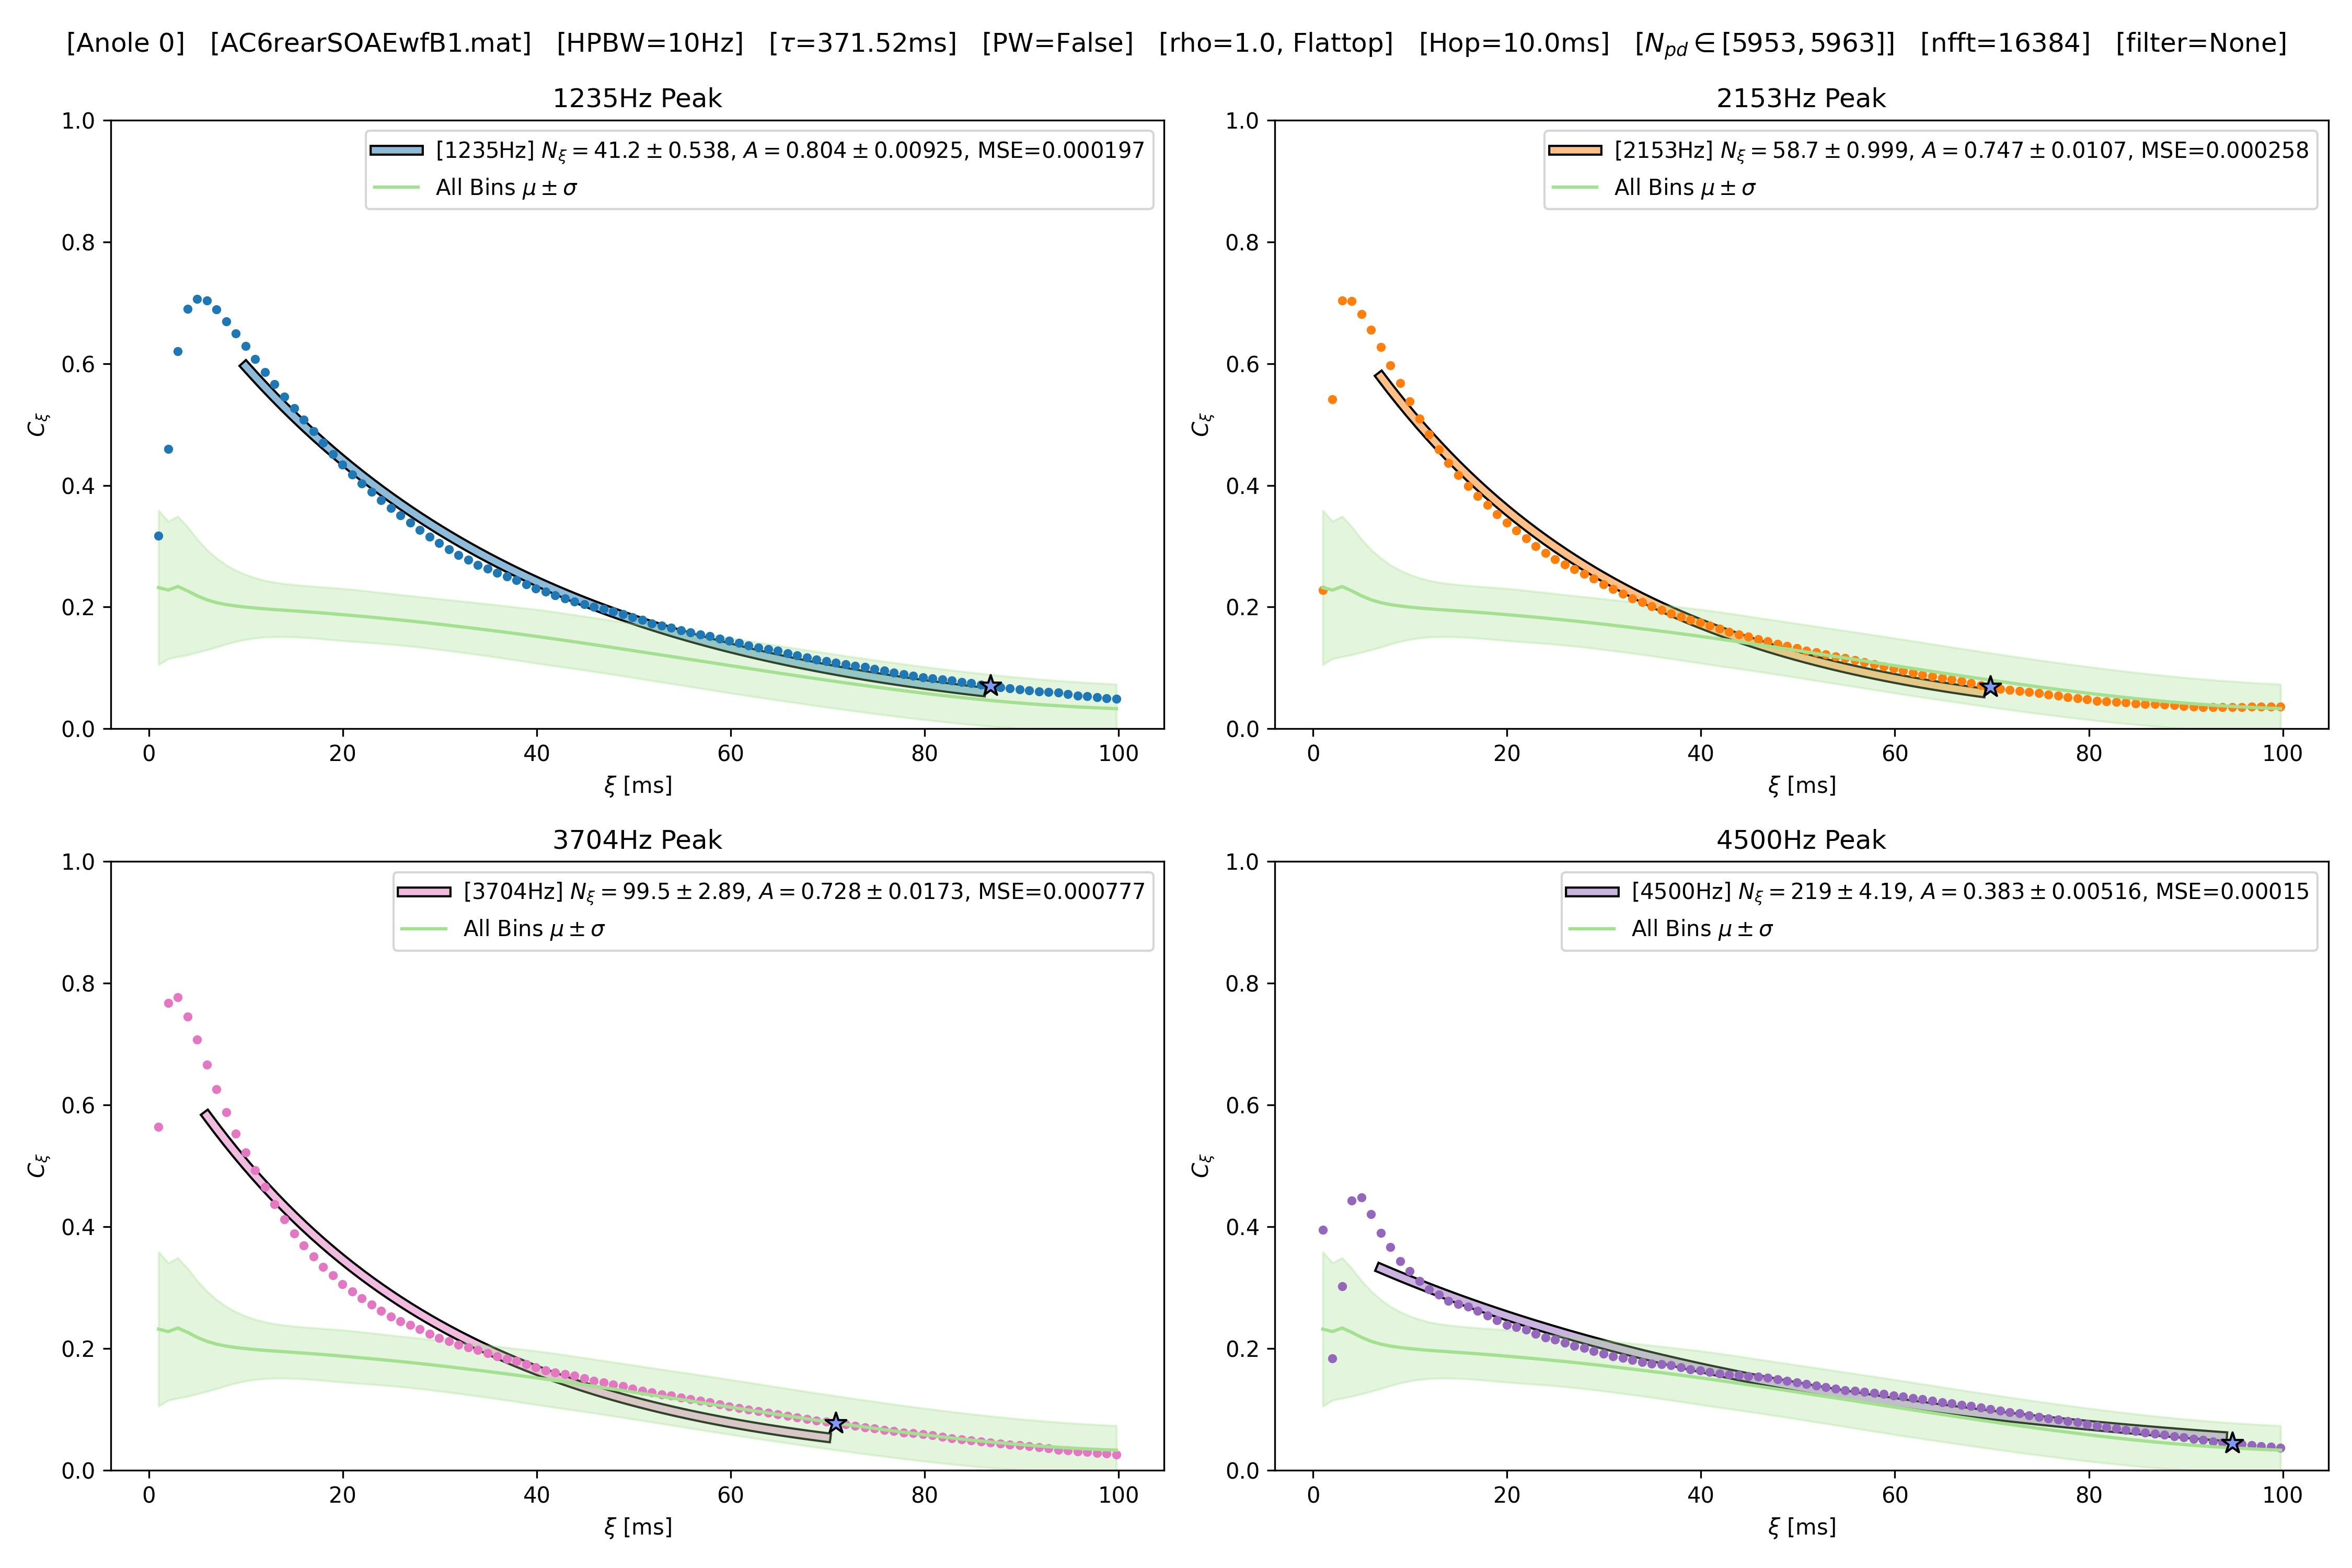 [Anole 0]   [AC6rearSOAEwfB1.mat]   [HPBW=10Hz]   [τ=371.52ms]   [PW=False]   [rho=1.0, Flattop]   [Hop=10.0ms]   [N_pd ∈ [5953, 5963]]   [nfft=16384]   [filter=None]
1235Hz Peak
[1235Hz] N_ξ = 41.2 ± 0.538, A = 0.804 ± 0.00925, MSE=0.000197
All Bins μ ± σ
1.0
0.8
0.6
0.4
0.2
0.0
C_ξ
0 20 40 60 80 100
ξ [ms]
2153Hz Peak
[2153Hz] N_ξ = 58.7 ± 0.999, A = 0.747 ± 0.0107, MSE=0.000258
All Bins μ ± σ
1.0
0.8
0.6
0.4
0.2
0.0
C_ξ
0 20 40 60 80 100
ξ [ms]
3704Hz Peak
[3704Hz] N_ξ = 99.5 ± 2.89, A = 0.728 ± 0.0173, MSE=0.000777
All Bins μ ± σ
1.0
0.8
0.6
0.4
0.2
0.0
C_ξ
0 20 40 60 80 100
ξ [ms]
4500Hz Peak
[4500Hz] N_ξ = 219 ± 4.19, A = 0.383 ± 0.00516, MSE=0.00015
All Bins μ ± σ
1.0
0.8
0.6
0.4
0.2
0.0
C_ξ
0 20 40 60 80 100
ξ [ms]